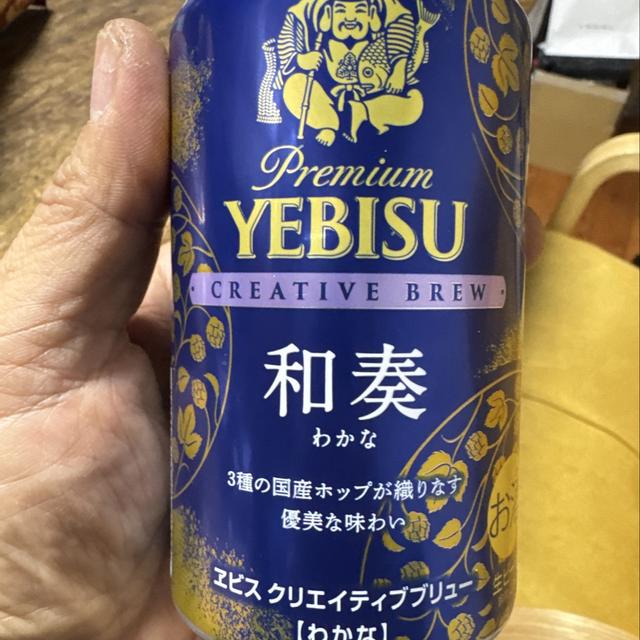 Premium
YEBISU
CREATIVE BREW
和奏
わかな
3種の国産ホップが織りなす
優美な味わい
ヱビス クリエイティブブリュー
【わかな】